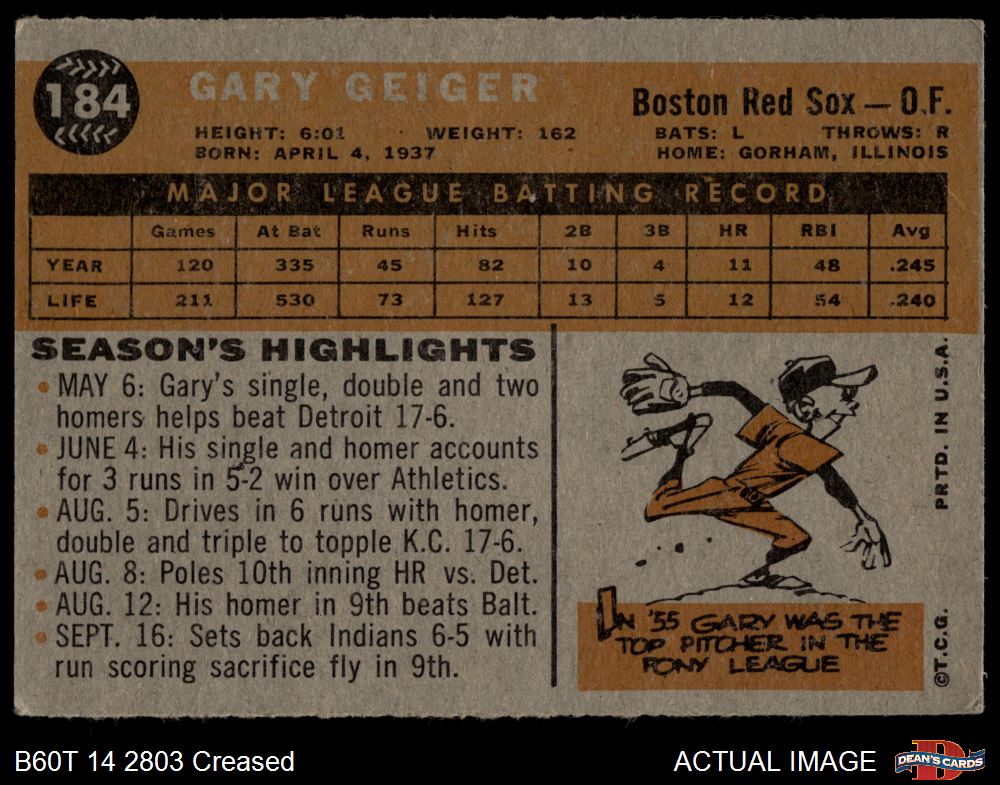 184
GARY GEIGER
Boston Red Sox — O.F.
HEIGHT: 6:01 WEIGHT: 162
BATS: L THROWS: R
BORN: APRIL 4, 1937
HOME: GORHAM, ILLINOIS
MAJOR LEAGUE BATTING RECORD
Games At Bat Runs Hits 2B 3B HR RBI Avg
YEAR 120 335 45 82 10 4 11 48 .245
LIFE 211 530 73 127 13 5 12 54 .240
SEASON'S HIGHLIGHTS
• MAY 6: Gary's single, double and two
homers helps beat Detroit 17-6.
• JUNE 4: His single and homer accounts
for 3 runs in 5-2 win over Athletics.
• AUG. 5: Drives in 6 runs with homer,
double and triple to topple K.C. 17-6.
• AUG. 8: Poles 10th inning HR vs. Det.
• AUG. 12: His homer in 9th beats Balt.
• SEPT. 16: Sets back Indians 6-5 with
run scoring sacrifice fly in 9th.
IN '55 GARY WAS THE
TOP PITCHER IN THE
PONY LEAGUE
©T.C.G. PRTD. IN U.S.A.
B60T 14 2803 Creased
ACTUAL IMAGE
D
DEAN'S CARDS